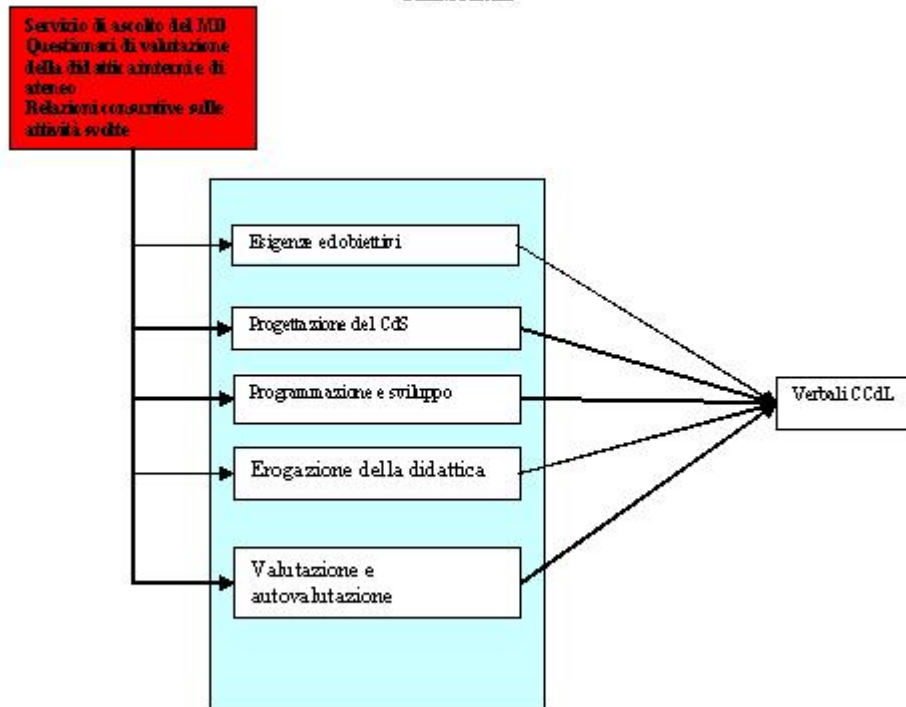 Servizio di ascolto del MD
Questionari di valutazione
della didattica interni e di
ateneo
Relazioni consuntive sulle
attività svolte
Esigenze ed obiettivi
Progettazione del CdS
Programmazione e sviluppo
Erogazione della didattica
Valutazione e
autovalutazione
Verbali CCdL